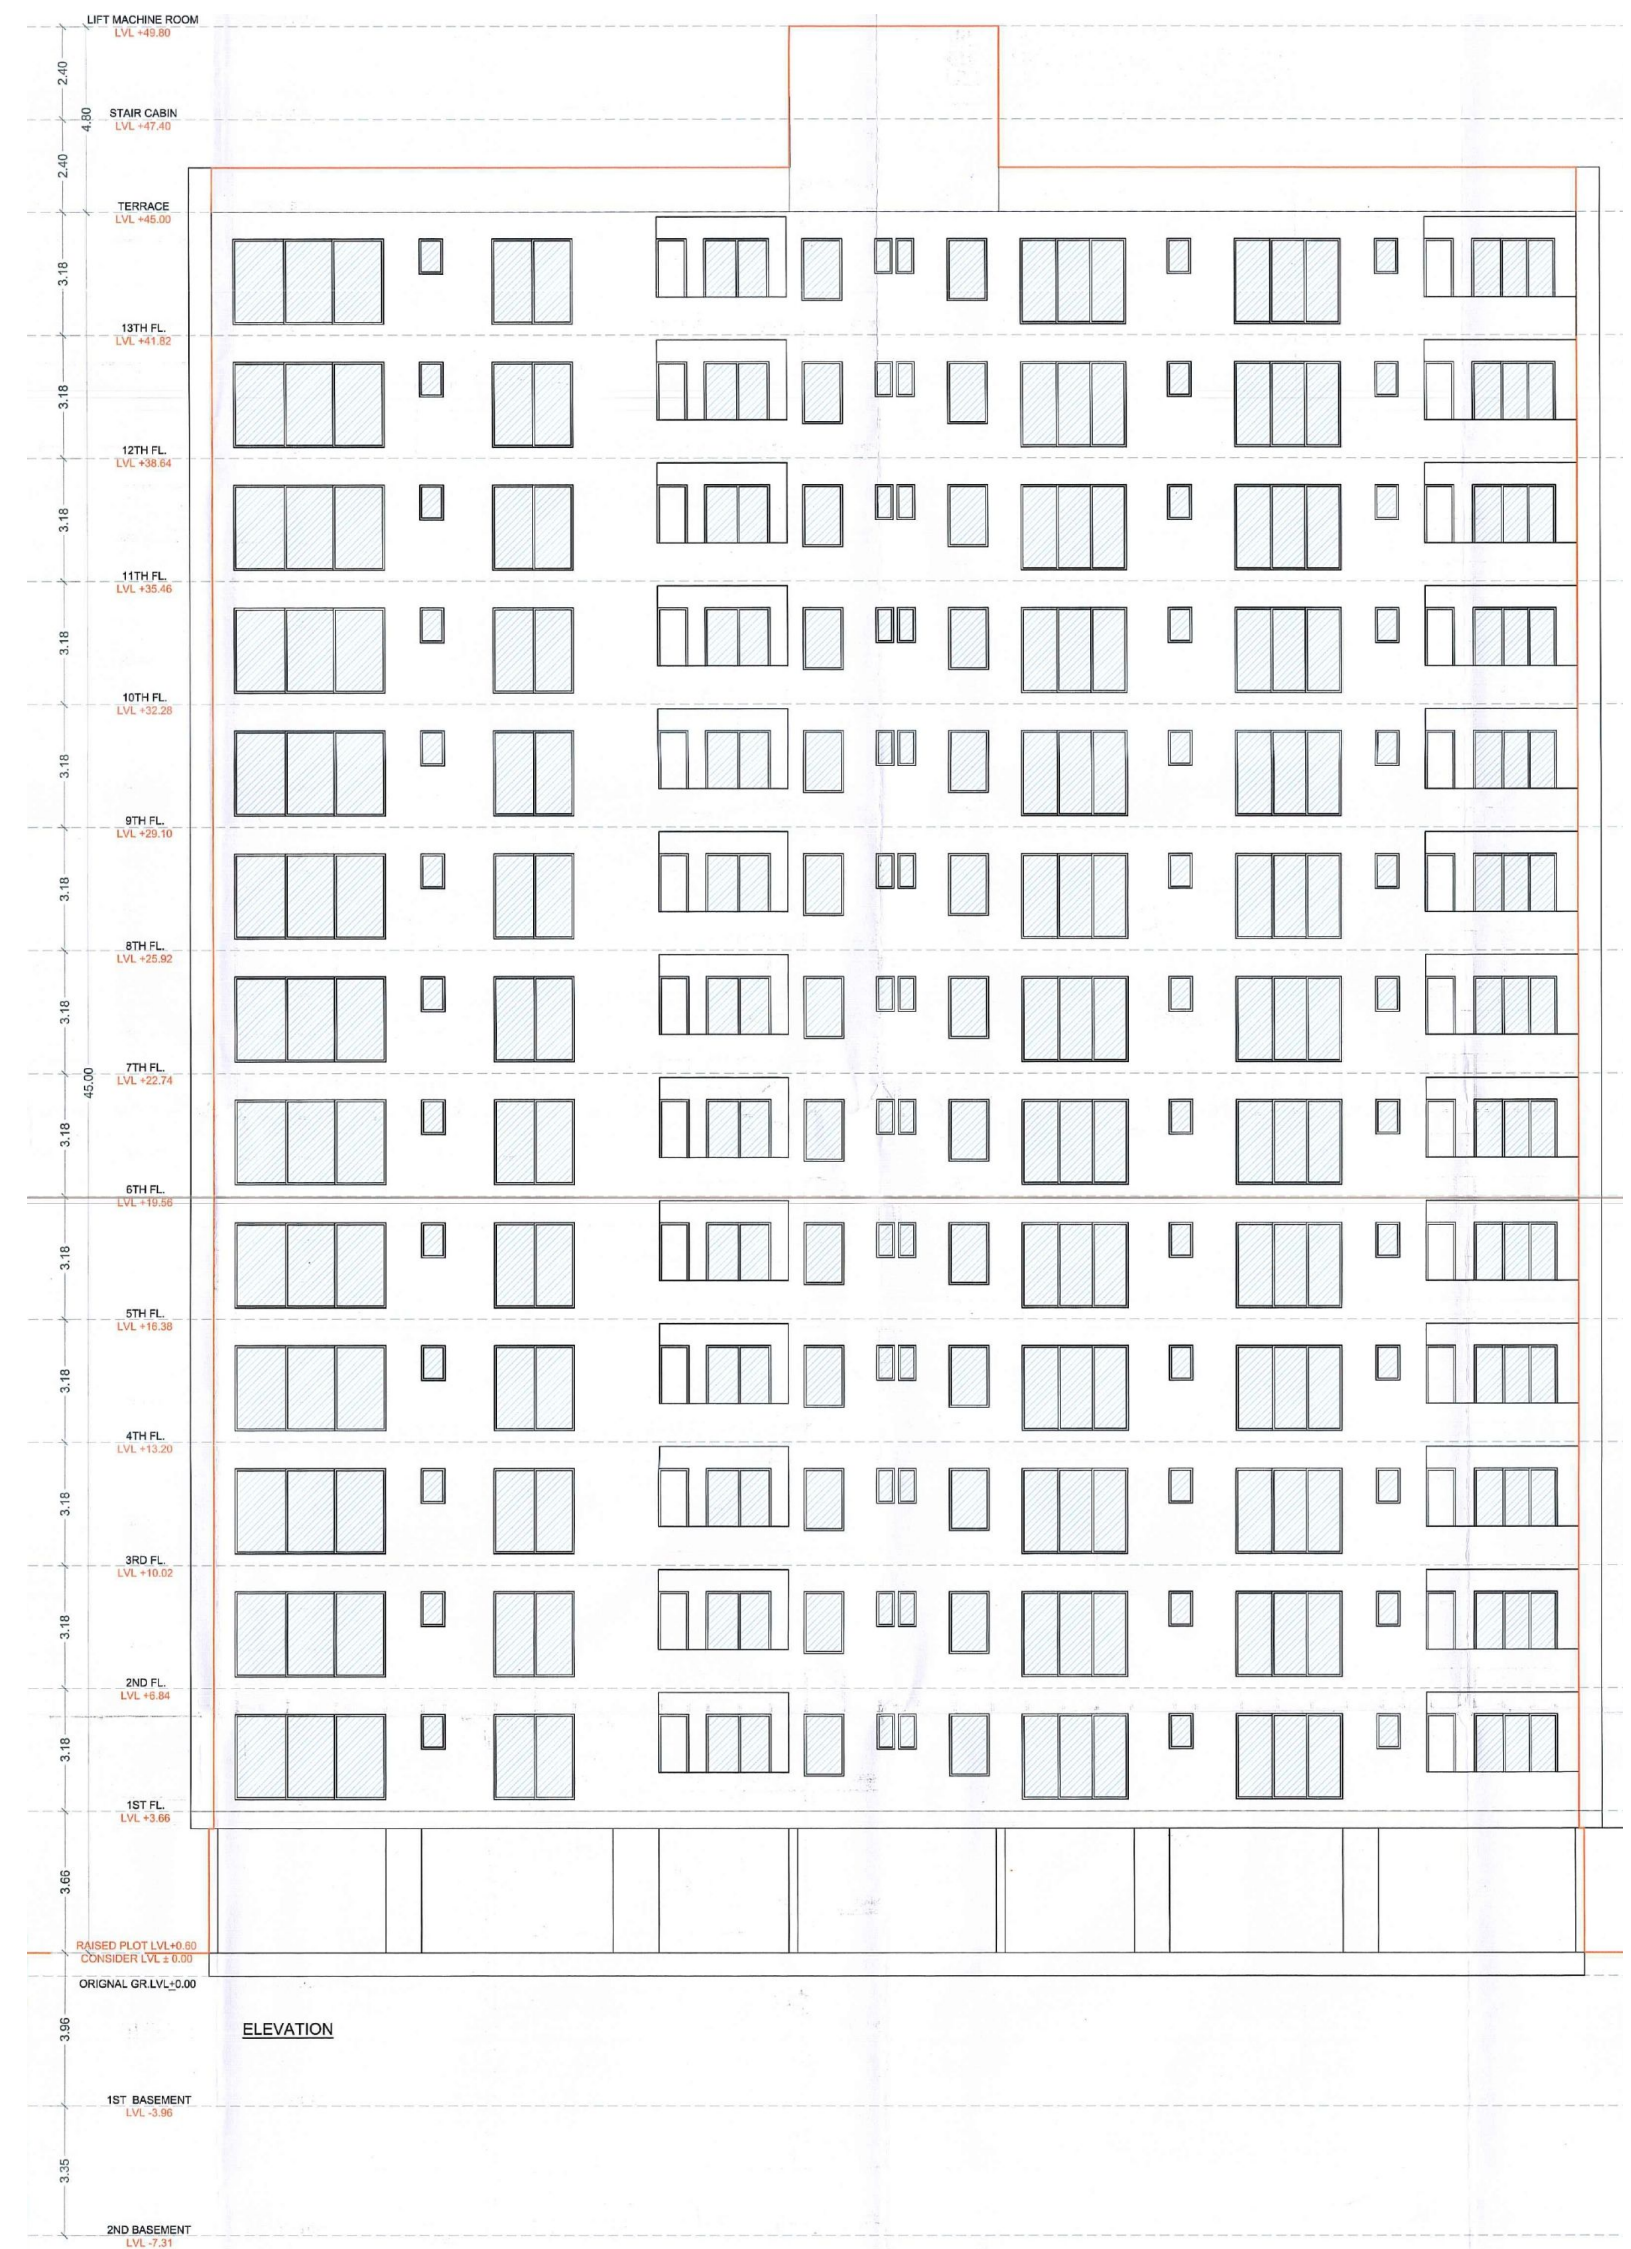 LIFT MACHINE ROOM
LVL +49.80
2.40
4.80
STAIR CABIN
LVL +47.40
2.40
TERRACE
LVL +45.00
3.18
13TH FL.
LVL +41.82
3.18
12TH FL.
LVL +38.64
3.18
11TH FL.
LVL +35.46
3.18
10TH FL.
LVL +32.28
3.18
9TH FL.
LVL +29.10
3.18
8TH FL.
LVL +25.92
3.18
7TH FL.
LVL +22.74
45.00
3.18
6TH FL.
LVL +19.56
3.18
5TH FL.
LVL +16.38
3.18
4TH FL.
LVL +13.20
3.18
3RD FL.
LVL +10.02
3.18
2ND FL.
LVL +6.84
3.18
1ST FL.
LVL +3.66
3.66
RAISED PLOT LVL+0.60
CONSIDER LVL ± 0.00
ORIGNAL GR.LVL+0.00
3.96
ELEVATION
1ST BASEMENT
LVL -3.96
3.35
2ND BASEMENT
LVL -7.31